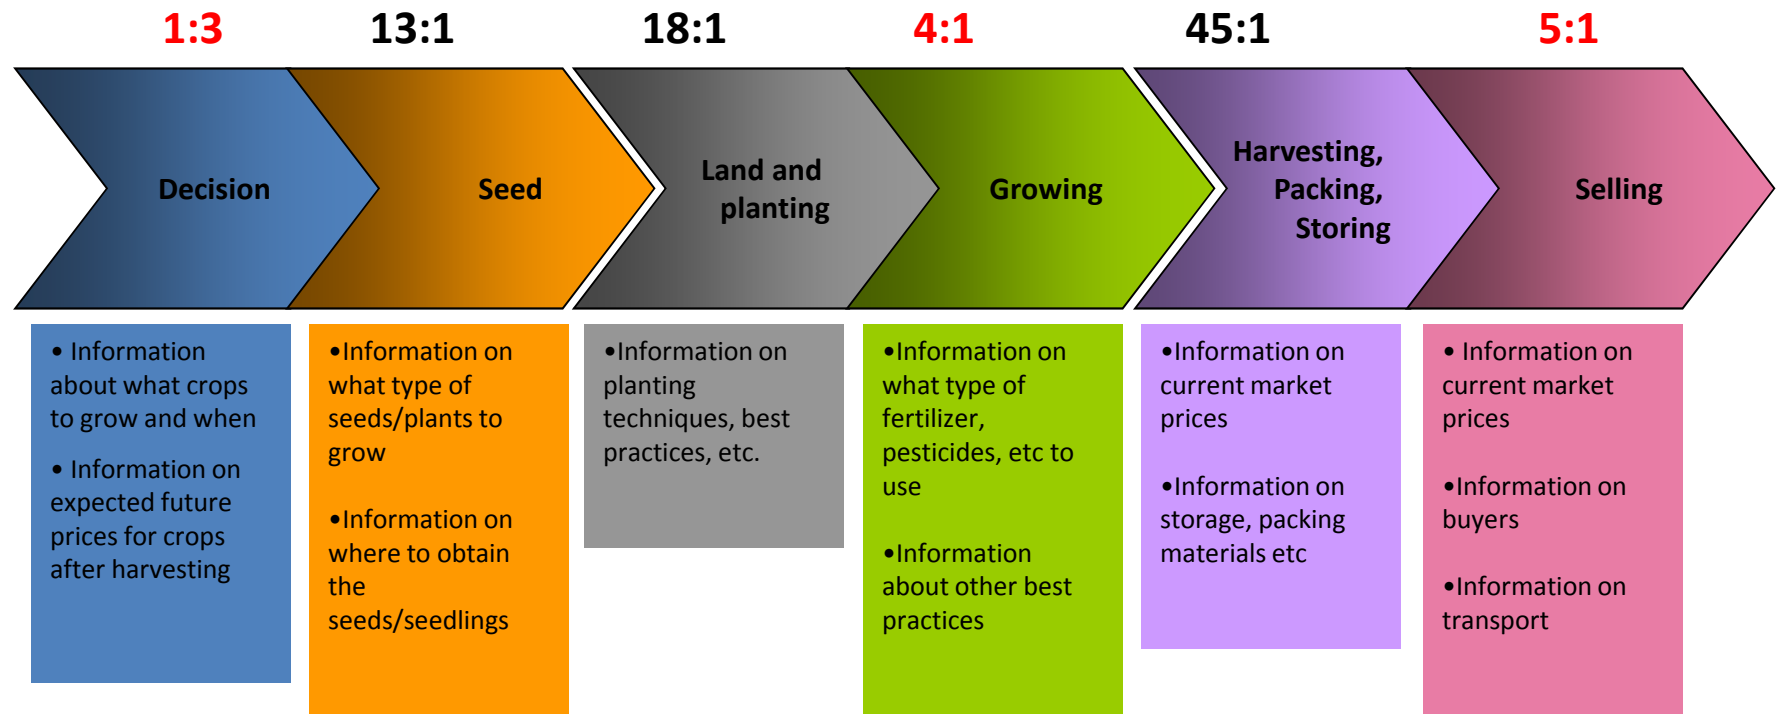 1:3
13:1
18:1
4:1
45:1
5:1
Decision
Seed
Land and
planting
Growing
Harvesting,
Packing,
Storing
Selling
• Information
about what crops
to grow and when
• Information on
expected future
prices for crops
after harvesting
•Information on
what type of
seeds/plants to
grow
•Information on
where to obtain
the
seeds/seedlings
•Information on
planting
techniques, best
practices, etc.
•Information on
what type of
fertilizer,
pesticides, etc to
use
•Information
about other best
practices
•Information on
current market
prices
•Information on
storage, packing
materials etc
• Information on
current market
prices
•Information on
buyers
•Information on
transport